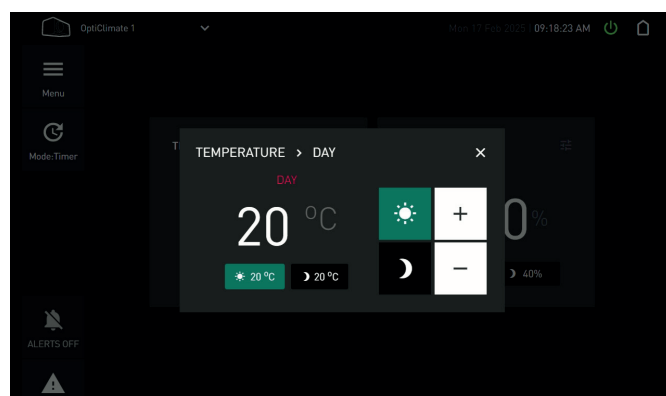 OptiClimate 1
Mon 17 Feb 2025 | 09:18:23 AM
Menu
Mode:Timer
T
TEMPERATURE > DAY ×
DAY
20 °C
+
0%
☀ 20 °C ☽ 20 °C
−
☽ 40%
ALERTS OFF